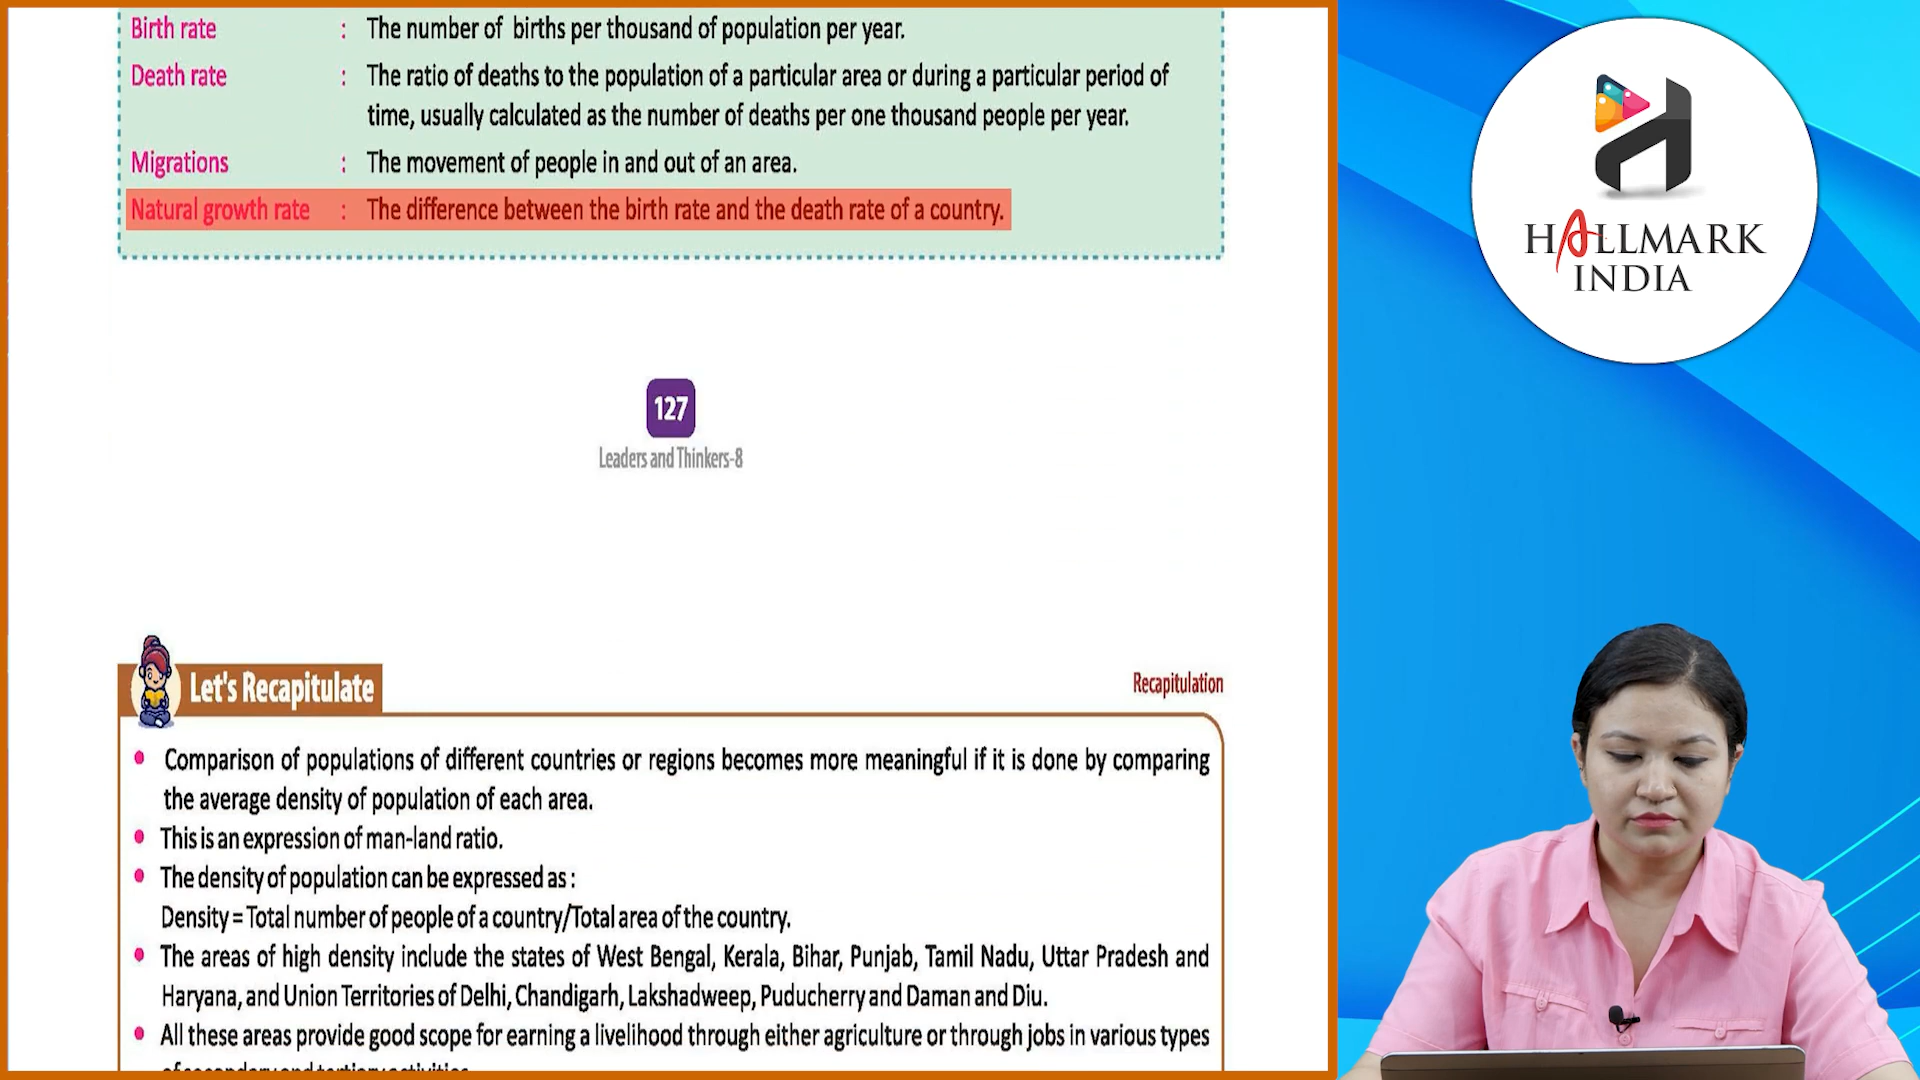 Birth rate : The number of births per thousand of population per year.
Death rate : The ratio of deaths to the population of a particular area or during a particular period of
time, usually calculated as the number of deaths per one thousand people per year.
Migrations : The movement of people in and out of an area.
Natural growth rate : The difference between the birth rate and the death rate of a country.
127
Leaders and Thinkers-8
Let's Recapitulate
Recapitulation
• Comparison of populations of different countries or regions becomes more meaningful if it is done by comparing
the average density of population of each area.
• This is an expression of man-land ratio.
• The density of population can be expressed as :
Density = Total number of people of a country/Total area of the country.
• The areas of high density include the states of West Bengal, Kerala, Bihar, Punjab, Tamil Nadu, Uttar Pradesh and
Haryana, and Union Territories of Delhi, Chandigarh, Lakshadweep, Puducherry and Daman and Diu.
• All these areas provide good scope for earning a livelihood through either agriculture or through jobs in various types
of secondary and tertiary activities.
HALLMARK
INDIA